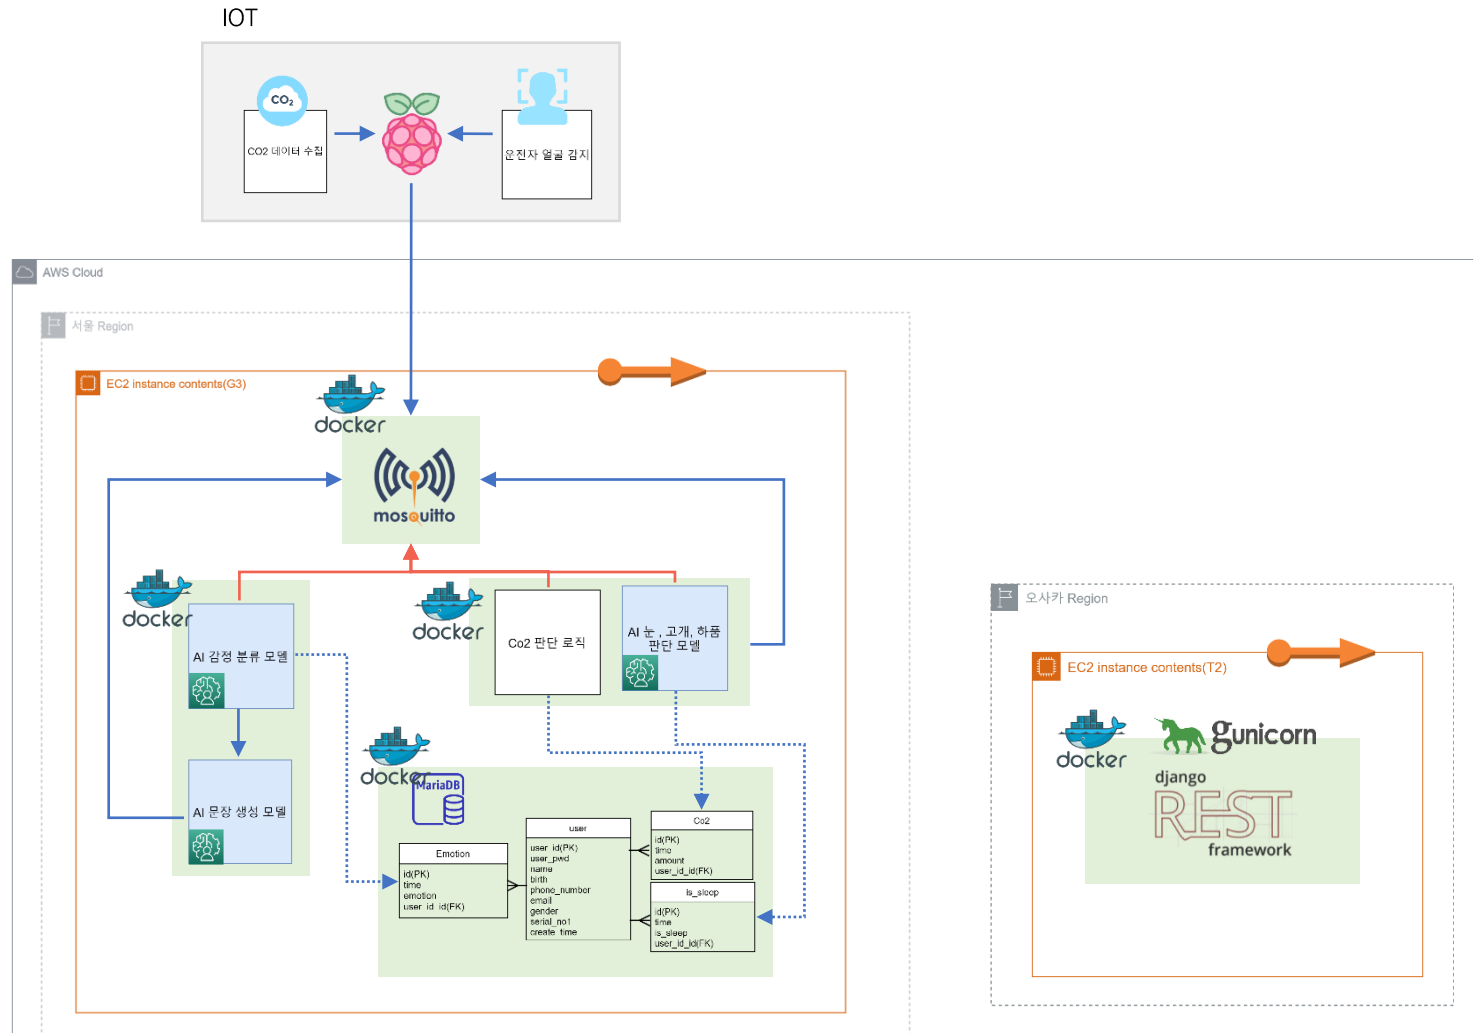 IOT
CO2
CO2 데이터 수집
운전자 얼굴 감지
AWS Cloud
서울 Region
EC2 instance contents(G3)
docker
mosquitto
docker
AI 감정 분류 모델
docker
Co2 판단 로직
AI 눈 , 고개, 하품
판단 모델
AI 문장 생성 모델
docker
MariaDB
Emotion
id(PK)
time
emotion
user_id_id(FK)
user
user_id(PK)
user_pwd
name
birth
phone_number
email
gender
serial_no1
create_time
Co2
id(PK)
time
amount
user_id_id(FK)
is_sleep
id(PK)
time
is_sleep
user_id_id(FK)
오사카 Region
EC2 instance contents(T2)
docker
gunicorn
django
REST
framework